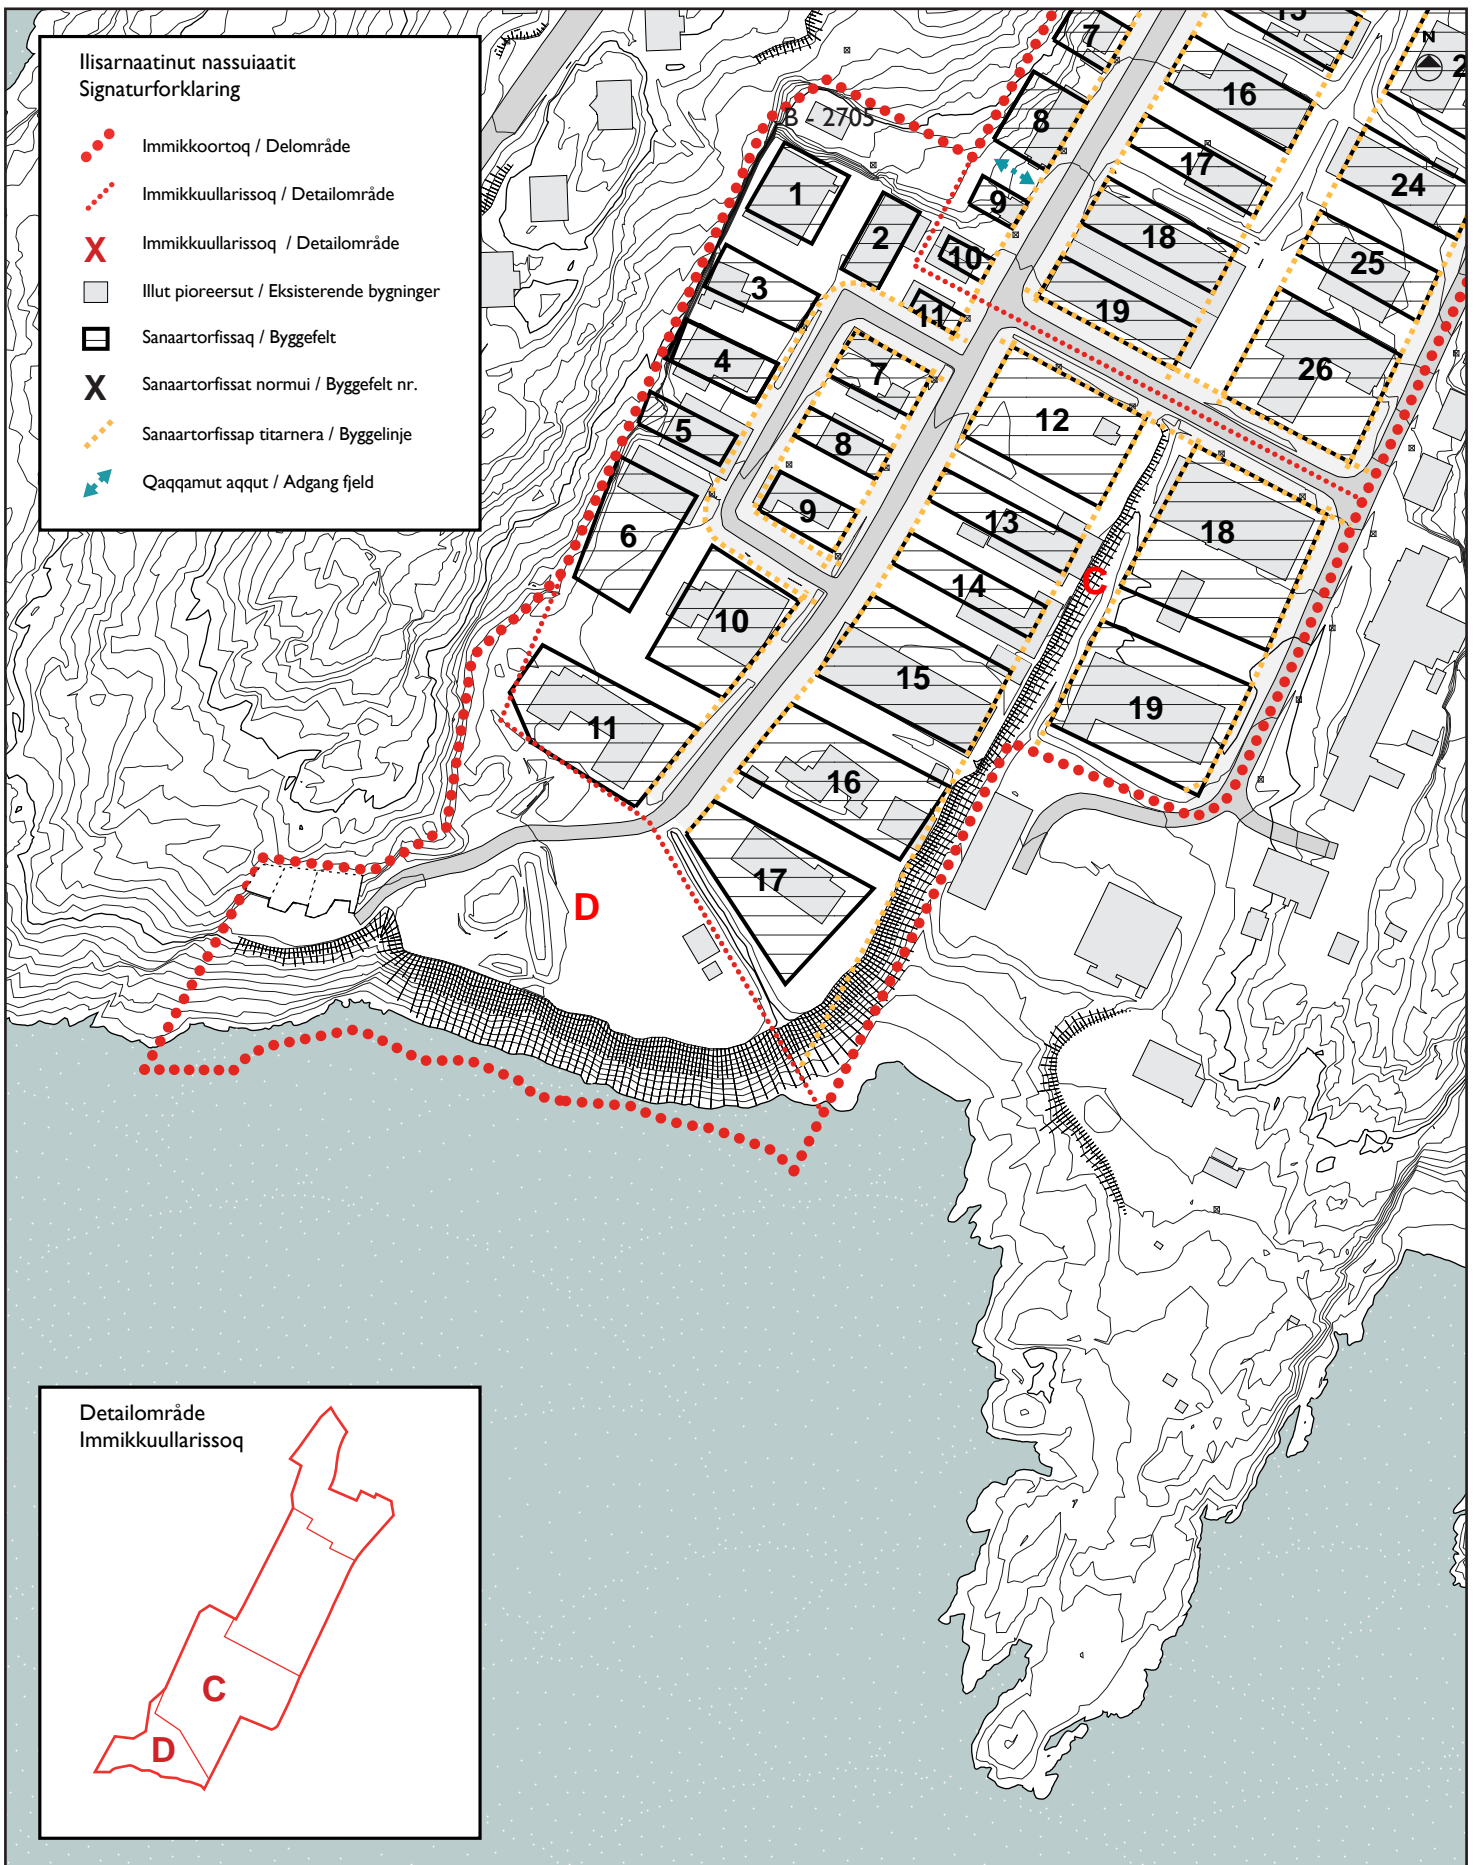 Ilisarnaatinut nassuiaatit
Signaturforklaring
Immikkoortoq / Delområde
Immikkuullarissoq / Detailområde
X Immikkuullarissoq / Detailområde
Illut pioreersut / Eksisterende bygninger
Sanaartorfissaq / Byggefelt
X Sanaartorfissat normui / Byggefelt nr.
Sanaartorfissap titarnera / Byggelinje
Qaqqamut aqqut / Adgang fjeld
N
7
16
8
B - 2705
17
24
1
9
2
18
10
25
3
19
11
4
7
26
12
5
8
9
13
18
6
C
14
10
15
19
11
16
17
D
Detailområde
Immikkuullarissoq
C
D